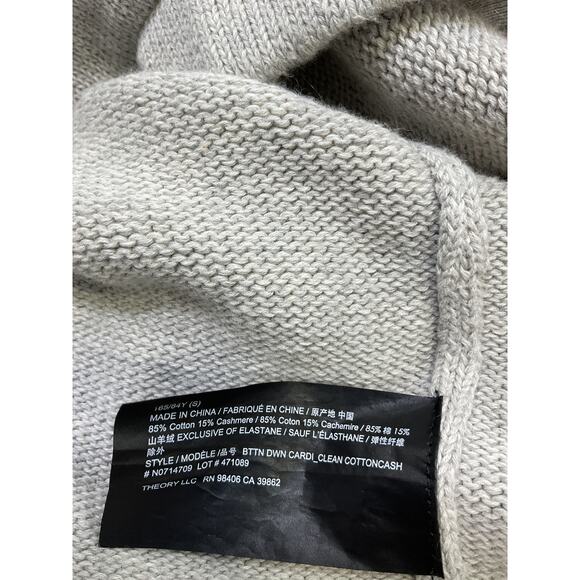 165/84Y (S)
MADE IN CHINA / FABRIQUÉ EN CHINE / 原产地 中国
85% Cotton 15% Cashmere / 85% Coton 15% Cachemire / 85% 棉 15%
山羊绒 EXCLUSIVE OF ELASTANE / SAUF L'ÉLASTHANE / 弹性纤维
除外
STYLE / MODÈLE /品号 BTTN DWN CARDI_CLEAN COTTONCASH
# N0714709 LOT # 471089
THEORY LLC RN 98406 CA 39862